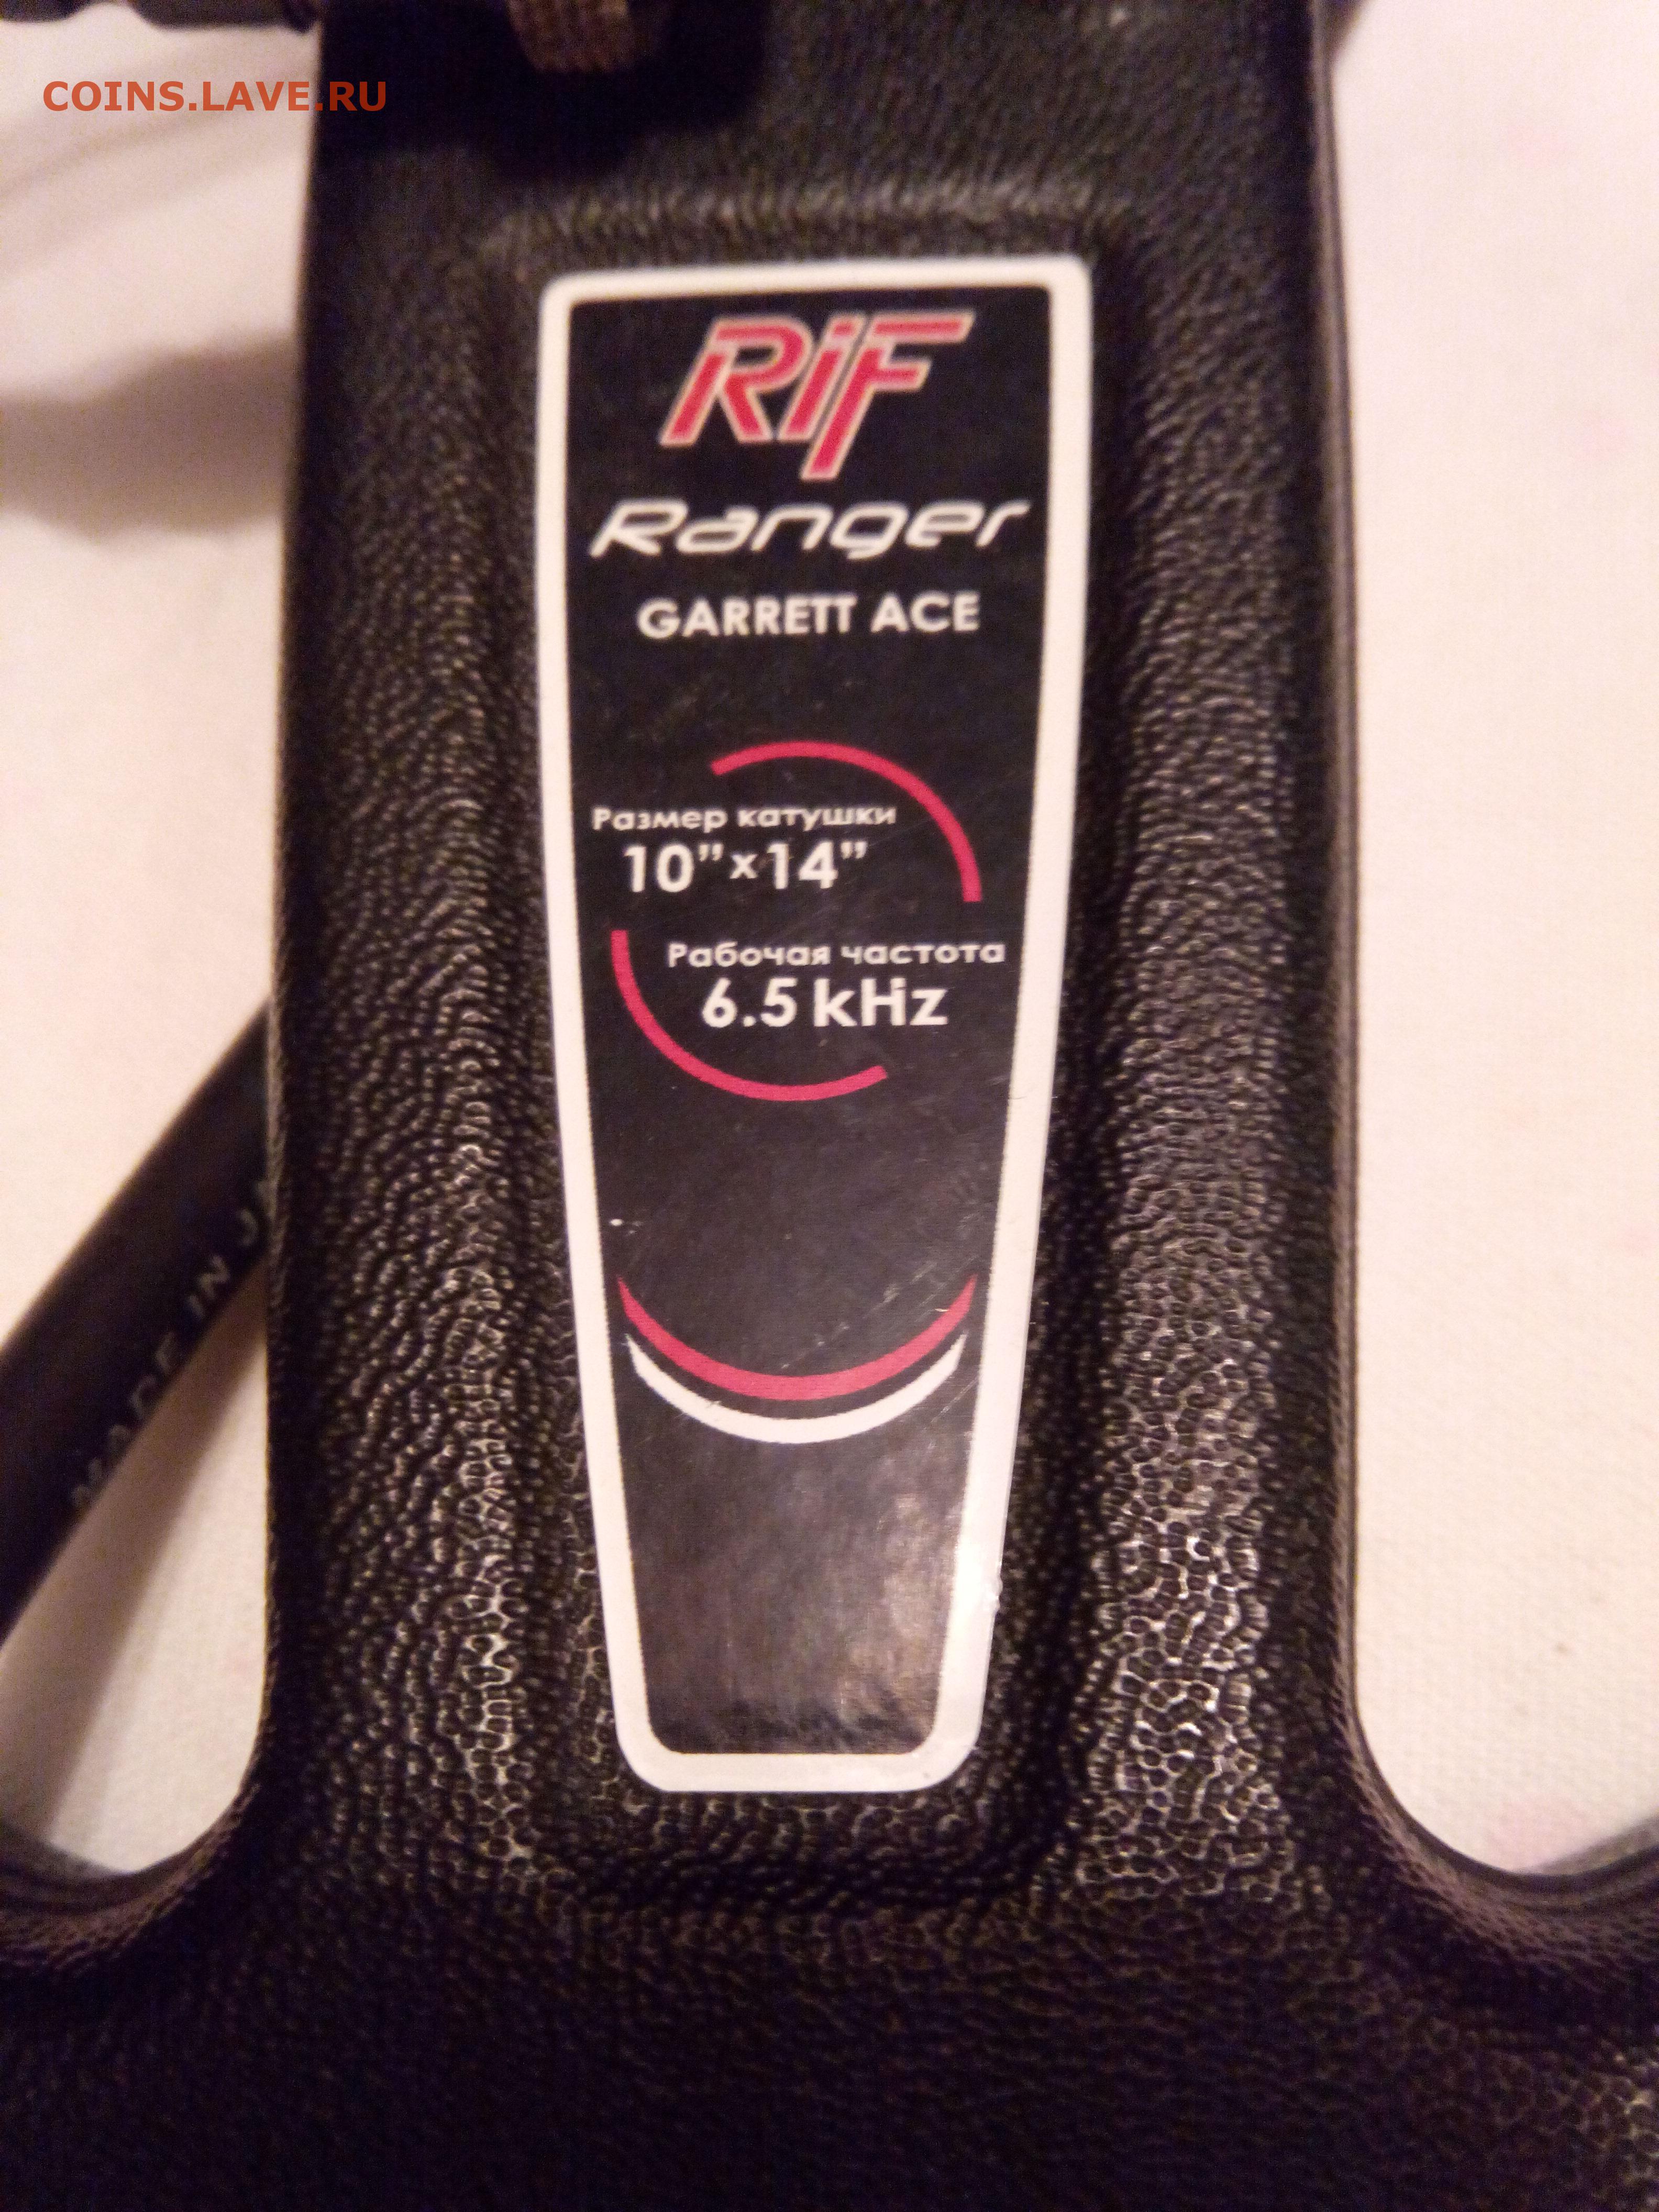 COINS.LAVE.RU
RiF
Ranger
GARRETT ACE
Размер катушки
10”x14”
Рабочая частота
6.5 kHz
MADE IN